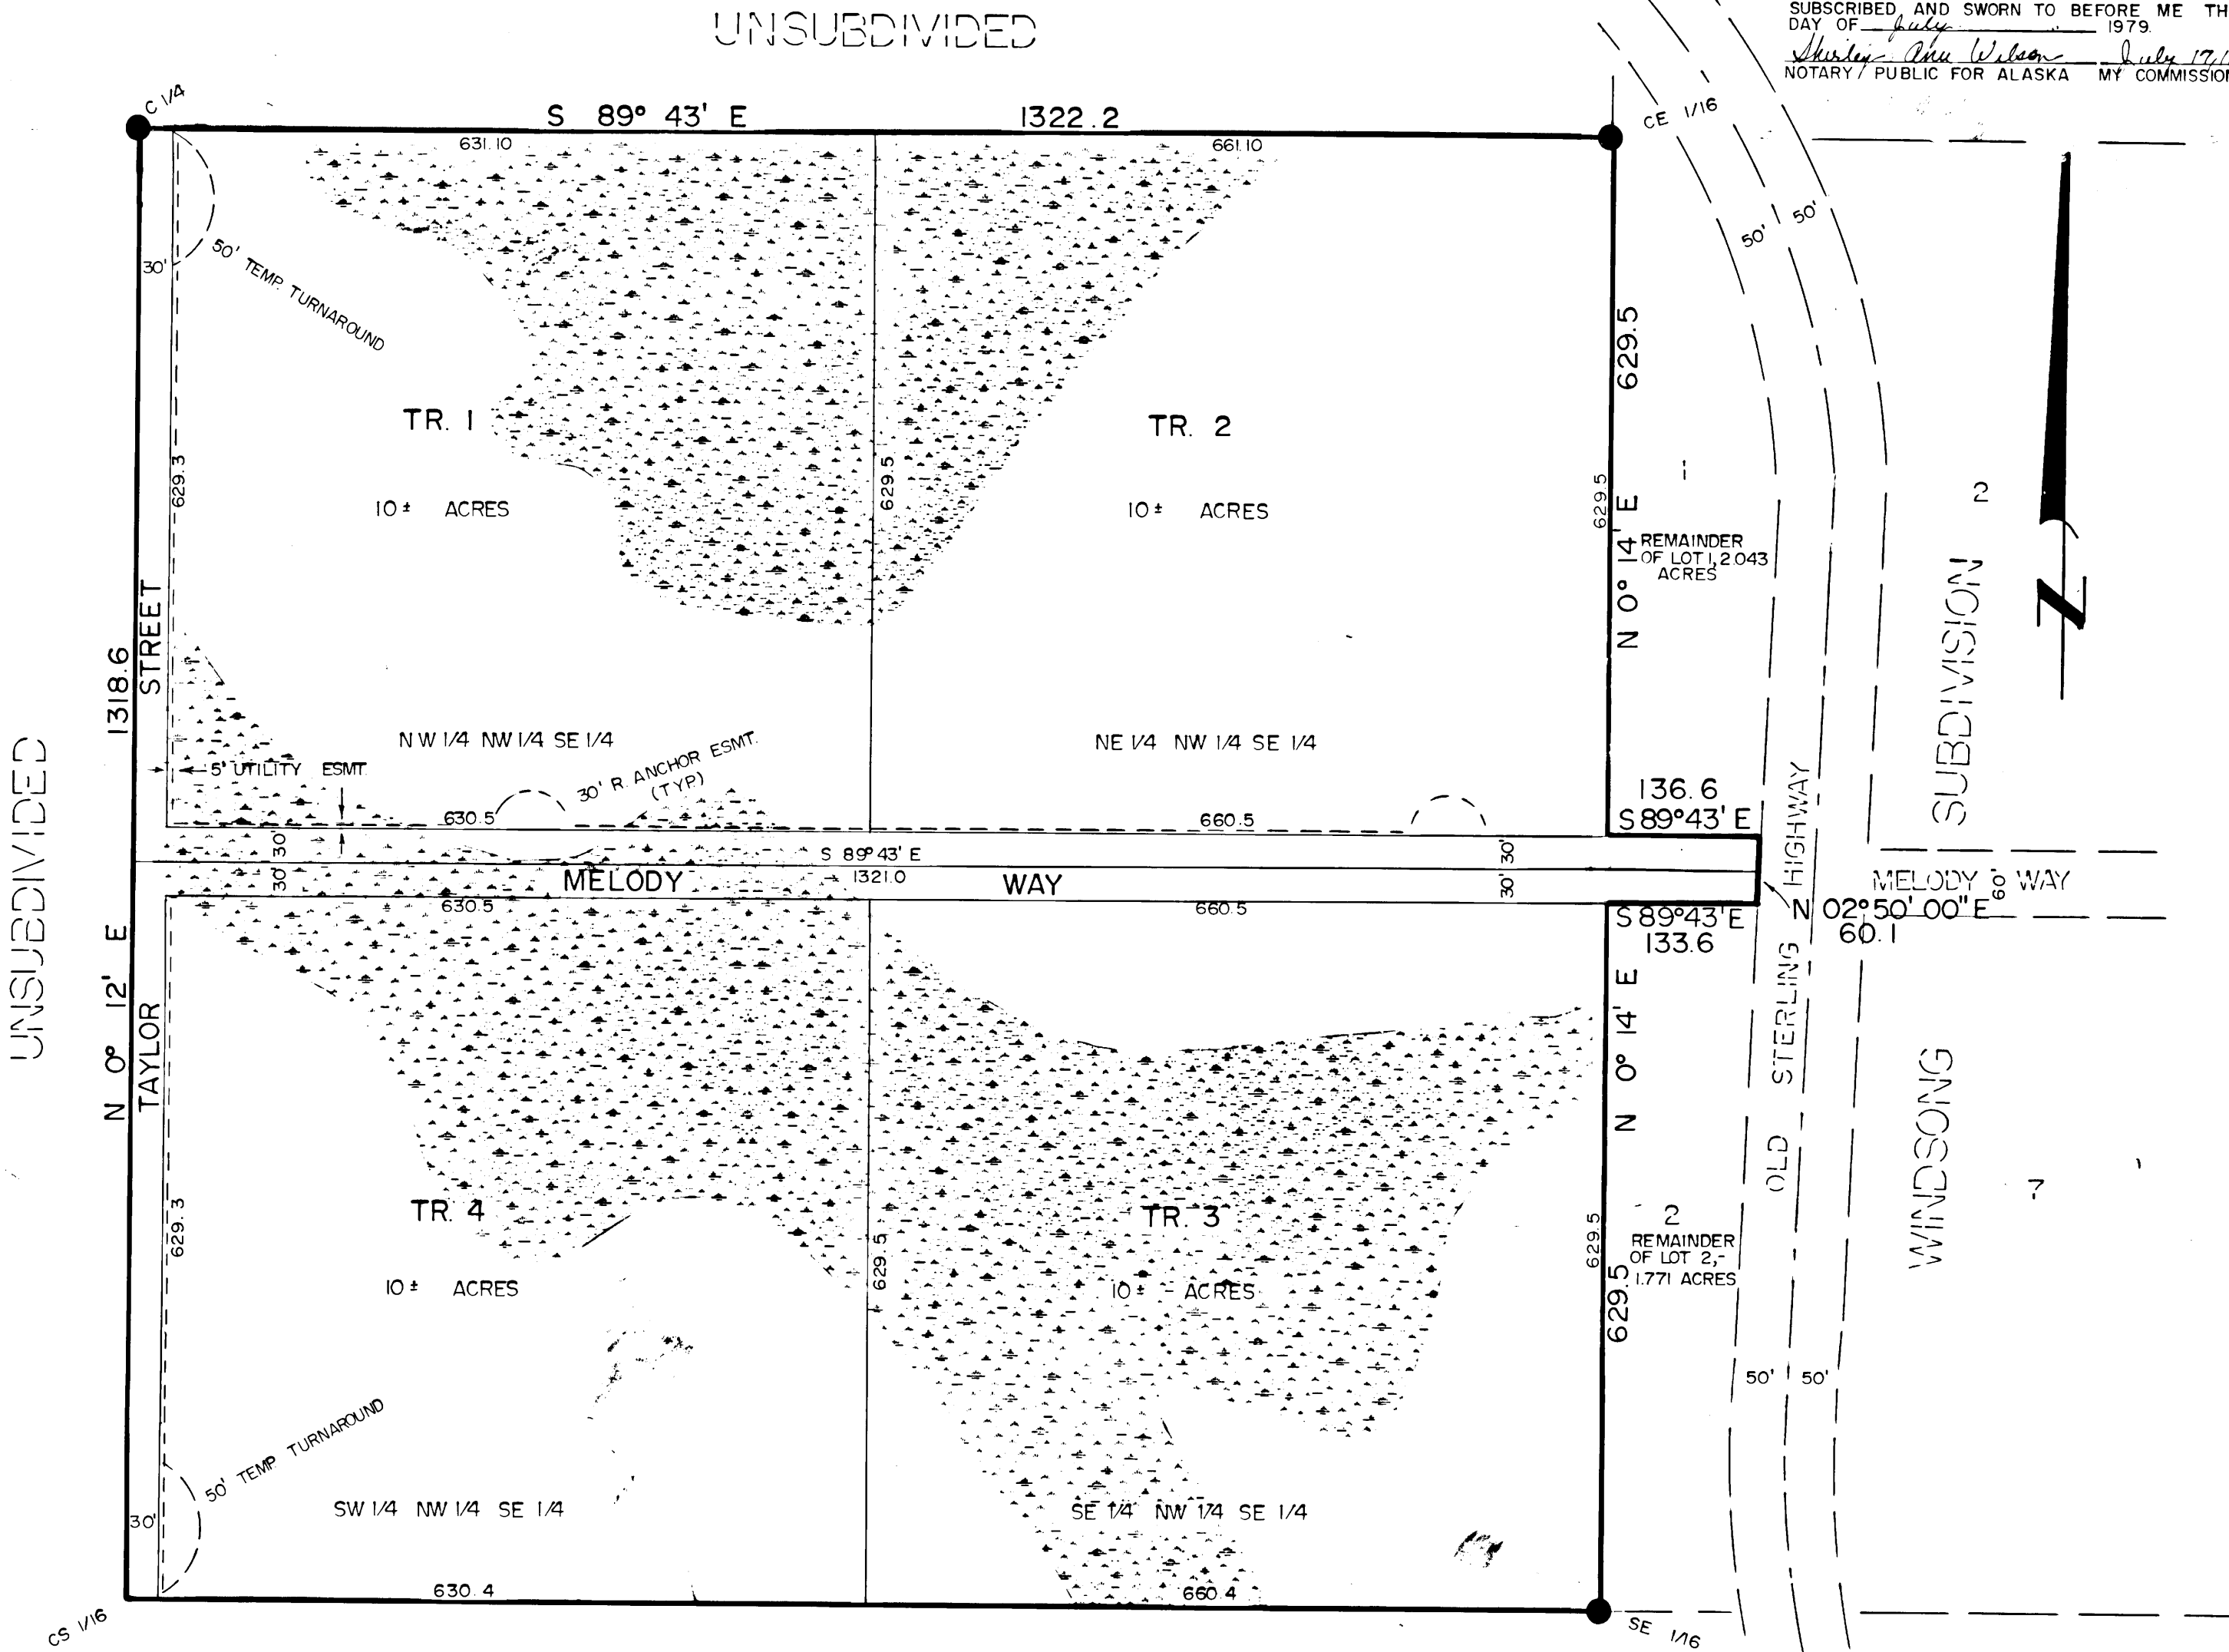 UNSUBDIVIDED
SUBSCRIBED AND SWORN TO BEFORE ME TH
DAY OF July 1979.
Shirley Ann Wilson July 17, 1
NOTARY PUBLIC FOR ALASKA MY COMMISSION
C 1/4
S 89° 43' E 1322.2
CE 1/16
631.10
661.10
50' 50'
30'
50' TEMP. TURNAROUND
629.5
TR. 1
TR. 2
629.3
629.5
629.5
1
2
10 ± ACRES
10 ± ACRES
N 0° 14' E
REMAINDER
OF LOT 1, 2.043
ACRES
STREET
1318.6
SUBDIVISION
N
NW 1/4 NW 1/4 SE 1/4
NE 1/4 NW 1/4 SE 1/4
5' UTILITY ESMT.
30' R. ANCHOR ESMT.
(TYP.)
136.6
S 89° 43' E
HIGHWAY
UNSUBDIVIDED
630.5
660.5
30'
30'
S 89° 43' E
1321.0
30'
30'
MELODY WAY
MELODY WAY
60'
630.5
660.5
S 89° 43' E
133.6
N 02° 50' 00" E
60.1
N 0° 12' E
TAYLOR
N 0° 14' E
STERLING
OLD
WINDSONG
7
TR. 4
TR. 3
629.3
629.5
629.5
629.5
2
REMAINDER
OF LOT 2,
1.771 ACRES
10 ± ACRES
10 ± ACRES
50' 50'
50' TEMP. TURNAROUND
SW 1/4 NW 1/4 SE 1/4
SE 1/4 NW 1/4 SE 1/4
30'
630.4
660.4
CS 1/16
SE 1/16